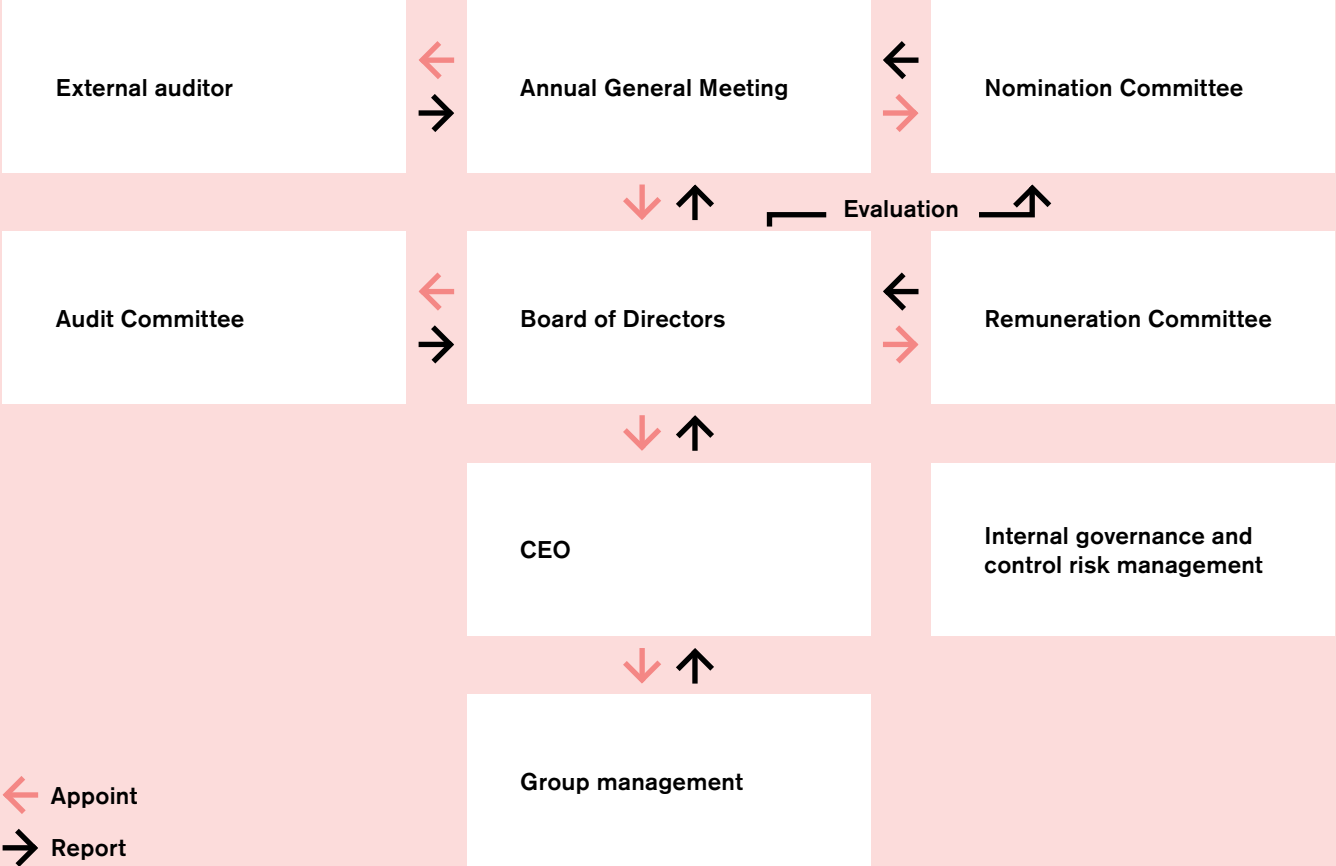 External auditor
Annual General Meeting
Nomination Committee
Evaluation
Audit Committee
Board of Directors
Remuneration Committee
CEO
Internal governance and
control risk management
Group management
Appoint
Report